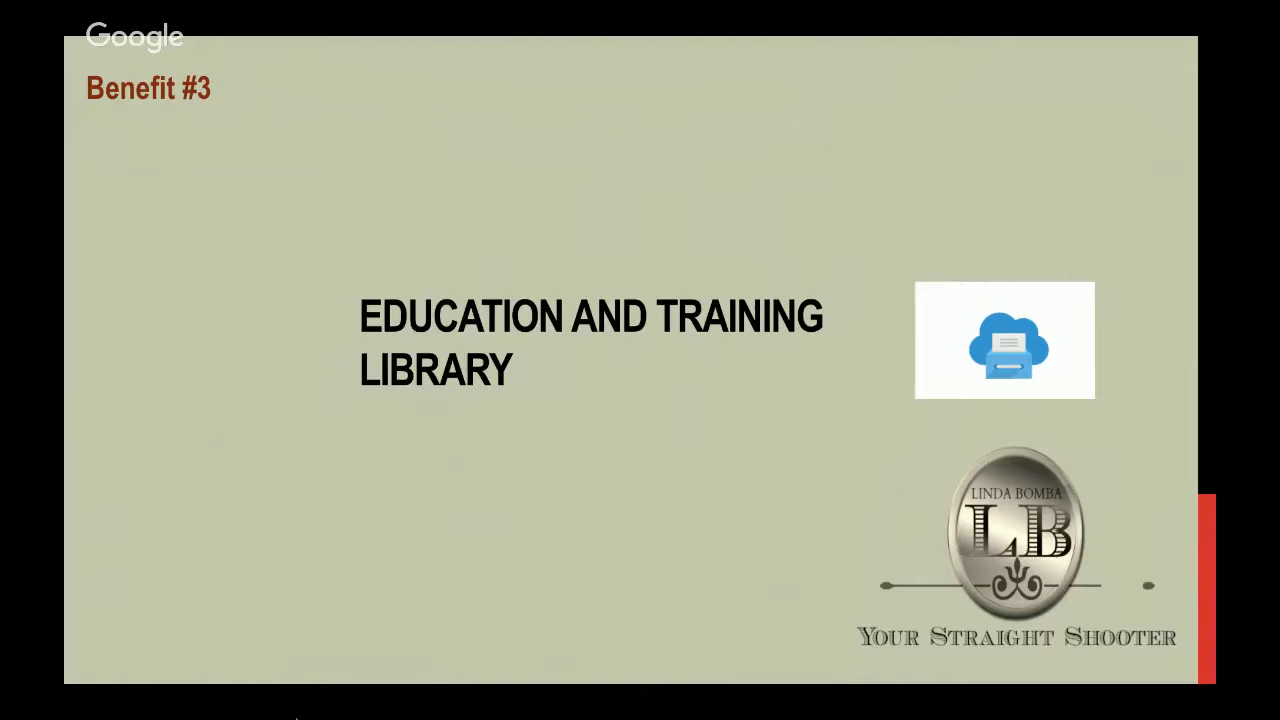 Google
Benefit #3
EDUCATION AND TRAINING
LIBRARY
LINDA BOMBA
LB
YOUR STRAIGHT SHOOTER